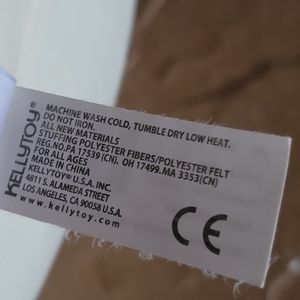 KELLYTOY®
MACHINE WASH COLD, TUMBLE DRY LOW HEAT.
DO NOT IRON.
ALL NEW MATERIALS
STUFFING POLYESTER FIBERS/POLYESTER FELT
REG.NO.PA 17539 (CN), OH 17499.MA 3353(CN)
FOR ALL AGES
MADE IN CHINA
KELLYTOY® U.S.A. INC.
4811 S. ALAMEDA STREET
LOS ANGELES, CA 90058 U.S.A.
www.kellytoy.com
CE